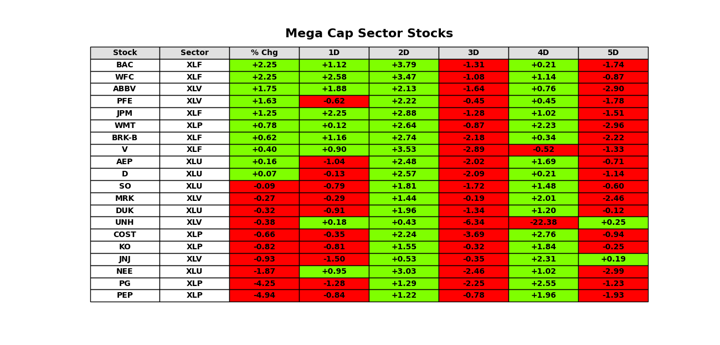 Mega Cap Sector Stocks
Stock Sector % Chg 1D 2D 3D 4D 5D
BAC XLF +2.25 +1.12 +3.79 -1.31 +0.21 -1.74
WFC XLF +2.25 +2.58 +3.47 -1.08 +1.14 -0.87
ABBV XLV +1.75 +1.88 +2.13 -1.64 +0.76 -2.90
PFE XLV +1.63 -0.62 +2.22 -0.45 +0.45 -1.78
JPM XLF +1.25 +2.25 +2.88 -1.28 +1.02 -1.51
WMT XLP +0.78 +0.12 +2.64 -0.87 +2.23 -2.96
BRK-B XLF +0.62 +1.16 +2.74 -2.16 +0.34 -2.22
V XLF +0.40 +0.90 +3.53 -2.89 -0.52 -1.33
AEP XLU +0.16 -1.04 +2.48 -2.02 +1.69 -0.71
D XLU +0.07 -0.13 +2.57 -2.09 +0.21 -1.14
SO XLU -0.09 -0.79 +1.81 -1.72 +1.48 -0.60
MRK XLV -0.27 -0.29 +1.44 -0.19 +2.01 -2.46
DUK XLU -0.32 -0.91 +1.96 -1.34 +1.20 -0.12
UNH XLV -0.38 +0.18 +0.43 -6.34 -22.38 +0.25
COST XLP -0.66 -0.35 +2.24 -3.69 +2.76 -0.94
KO XLP -0.82 -0.81 +1.55 -0.32 +1.84 -0.25
JNJ XLV -0.93 -1.50 +0.53 -0.35 +2.31 +0.19
NEE XLU -1.87 +0.95 +3.03 -2.46 +1.02 -2.99
PG XLP -4.25 -1.28 +1.29 -2.25 +2.55 -1.23
PEP XLP -4.94 -0.84 +1.22 -0.78 +1.96 -1.93